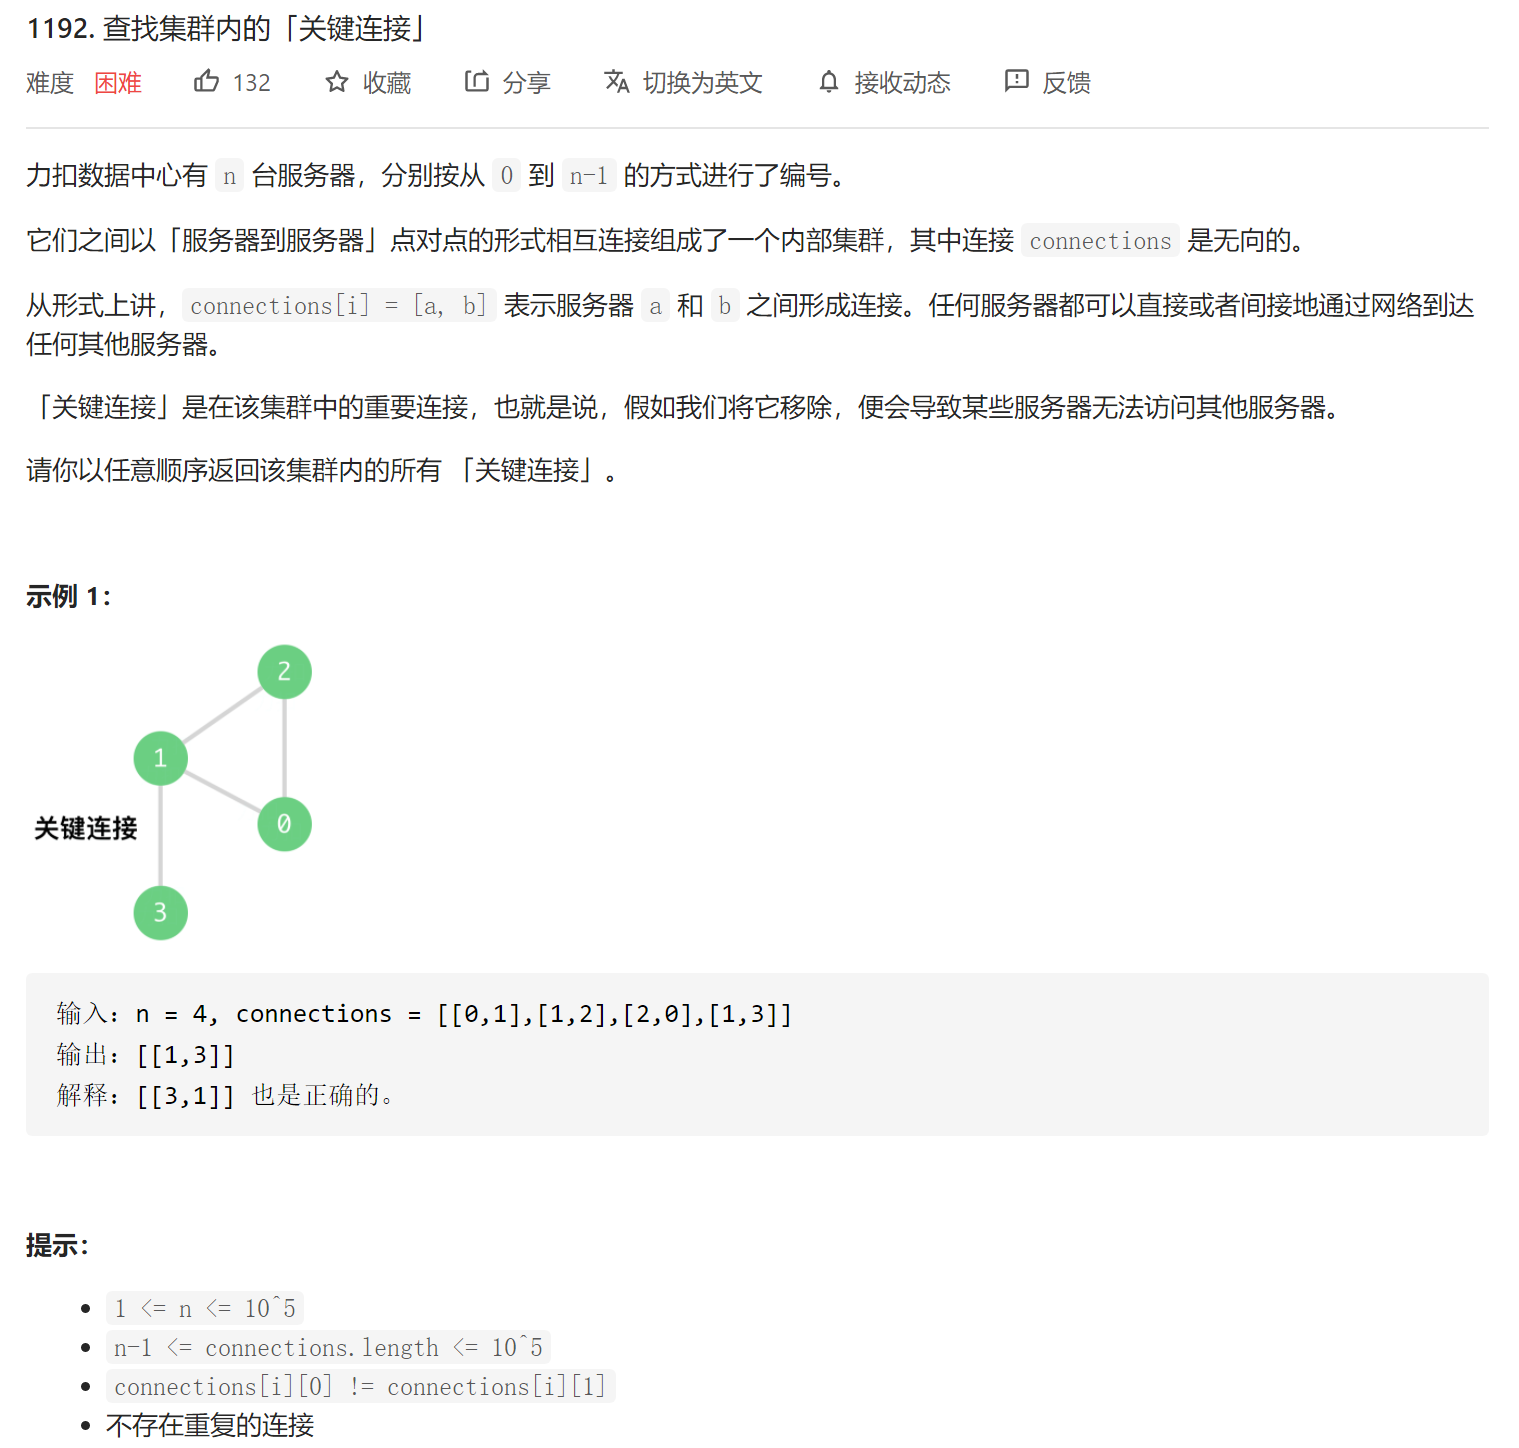 1192. 查找集群内的「关键连接」
难度 困难 132 收藏 分享 切换为英文 接收动态 反馈
力扣数据中心有 n 台服务器，分别按从 0 到 n-1 的方式进行了编号。
它们之间以「服务器到服务器」点对点的形式相互连接组成了一个内部集群，其中连接 connections 是无向的。
从形式上讲，connections[i] = [a, b] 表示服务器 a 和 b 之间形成连接。任何服务器都可以直接或者间接地通过网络到达
任何其他服务器。
「关键连接」是在该集群中的重要连接，也就是说，假如我们将它移除，便会导致某些服务器无法访问其他服务器。
请你以任意顺序返回该集群内的所有 「关键连接」。
示例 1：
2
1
0
关键连接
3
输入：n = 4, connections = [[0,1],[1,2],[2,0],[1,3]]
输出：[[1,3]]
解释：[[3,1]] 也是正确的。
提示：
1 <= n <= 10^5
n-1 <= connections.length <= 10^5
connections[i][0] != connections[i][1]
不存在重复的连接